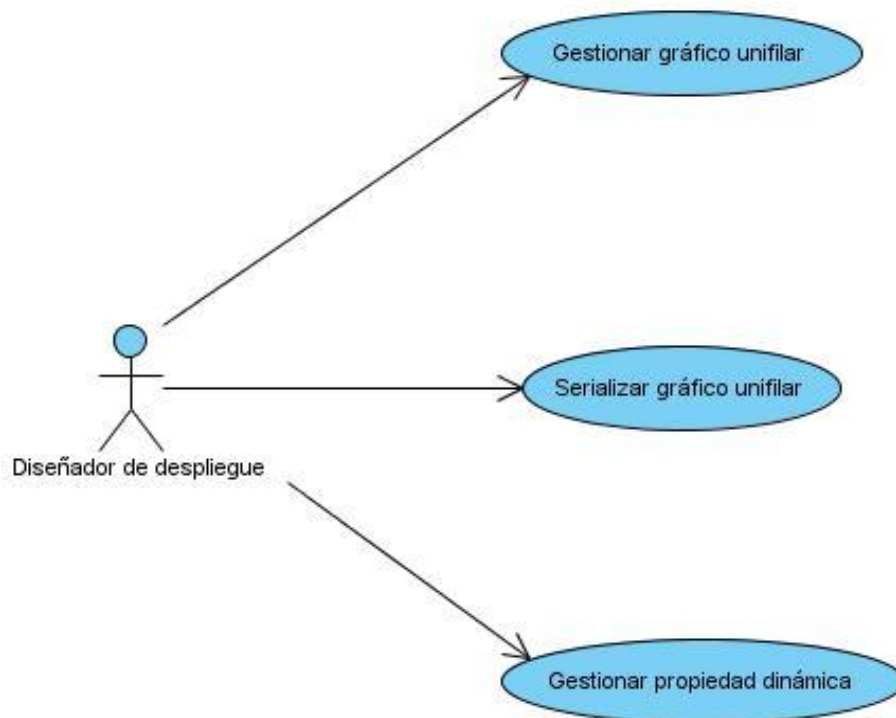 Gestionar gráfico unifilar
Serializar gráfico unifilar
Diseñador de despliegue
Gestionar propiedad dinámica